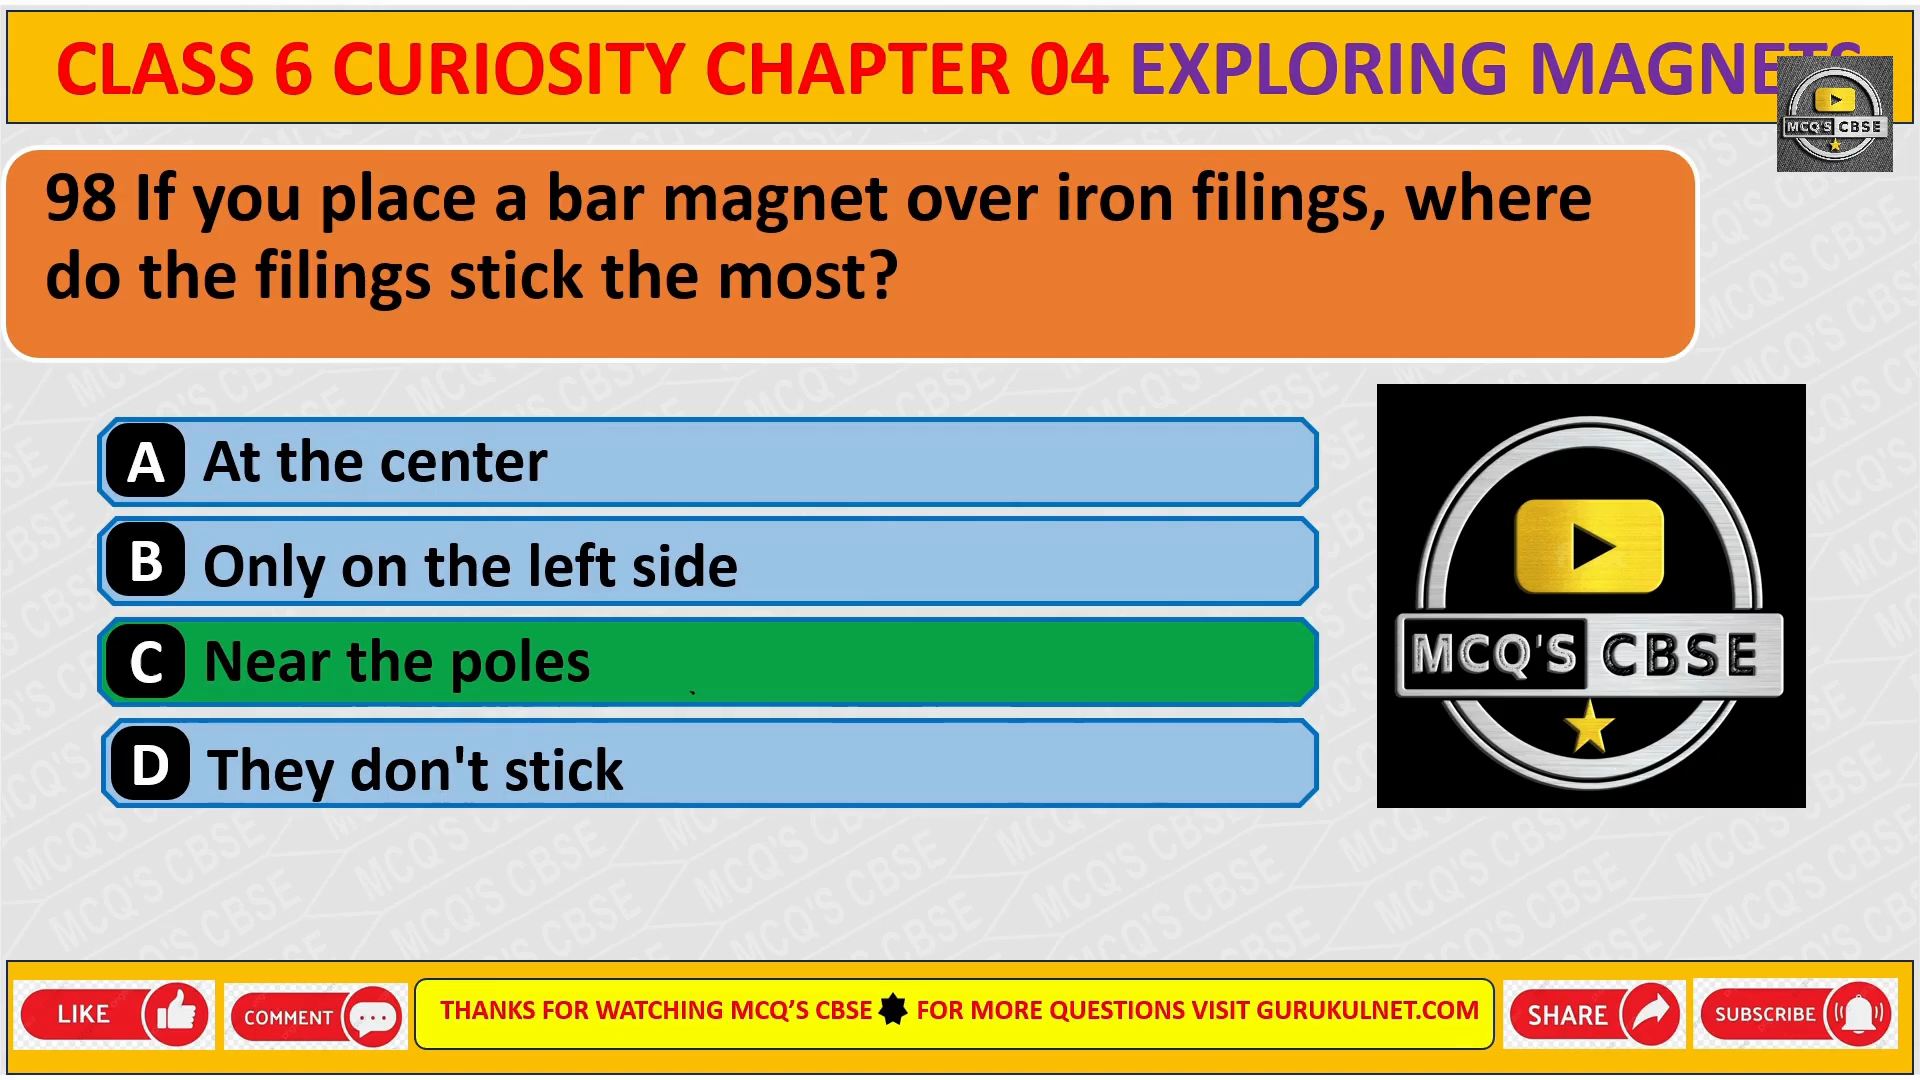 CLASS 6 CURIOSITY CHAPTER 04 EXPLORING MAGNETS
MCQ'S CBSE
98 If you place a bar magnet over iron filings, where
do the filings stick the most?
A At the center
B Only on the left side
C Near the poles
D They don't stick
MCQ'S CBSE
LIKE
COMMENT
THANKS FOR WATCHING MCQ’S CBSE FOR MORE QUESTIONS VISIT GURUKULNET.COM
SHARE
SUBSCRIBE